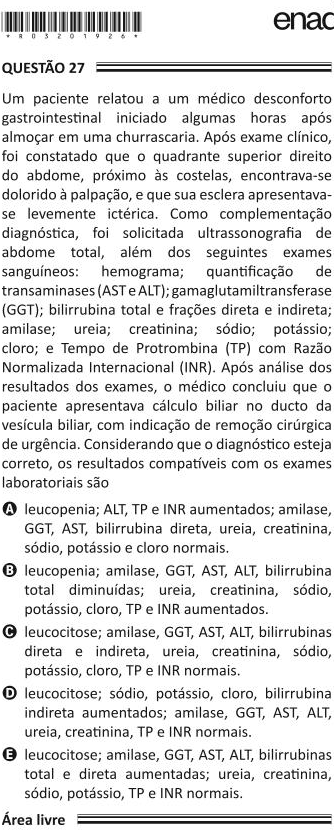 *R0320192​6*
enad
QUESTÃO 27
Um paciente relatou a um médico desconforto
gastrointestinal iniciado algumas horas após
almoçar em uma churrascaria. Após exame clínico,
foi constatado que o quadrante superior direito
do abdome, próximo às costelas, encontrava-se
dolorido à palpação, e que sua esclera apresentava-
se levemente ictérica. Como complementação
diagnóstica, foi solicitada ultrassonografia de
abdome total, além dos seguintes exames
sanguíneos: hemograma; quantificação de
transaminases (AST e ALT); gamaglutamiltransferase
(GGT); bilirrubina total e frações direta e indireta;
amilase; ureia; creatinina; sódio; potássio;
cloro; e Tempo de Protrombina (TP) com Razão
Normalizada Internacional (INR). Após análise dos
resultados dos exames, o médico concluiu que o
paciente apresentava cálculo biliar no ducto da
vesícula biliar, com indicação de remoção cirúrgica
de urgência. Considerando que o diagnóstico esteja
correto, os resultados compatíveis com os exames
laboratoriais são
A leucopenia; ALT, TP e INR aumentados; amilase,
GGT, AST, bilirrubina direta, ureia, creatinina,
sódio, potássio e cloro normais.
B leucopenia; amilase, GGT, AST, ALT, bilirrubina
total diminuídas; ureia, creatinina, sódio,
potássio, cloro, TP e INR aumentados.
C leucocitose; amilase, GGT, AST, ALT, bilirrubinas
direta e indireta, ureia, creatinina, sódio,
potássio, cloro, TP e INR normais.
D leucocitose; sódio, potássio, cloro, bilirrubina
indireta aumentados; amilase, GGT, AST, ALT,
ureia, creatinina, TP e INR normais.
E leucocitose; amilase, GGT, AST, ALT, bilirrubinas
total e direta aumentadas; ureia, creatinina,
sódio, potássio, TP e INR normais.
Área livre